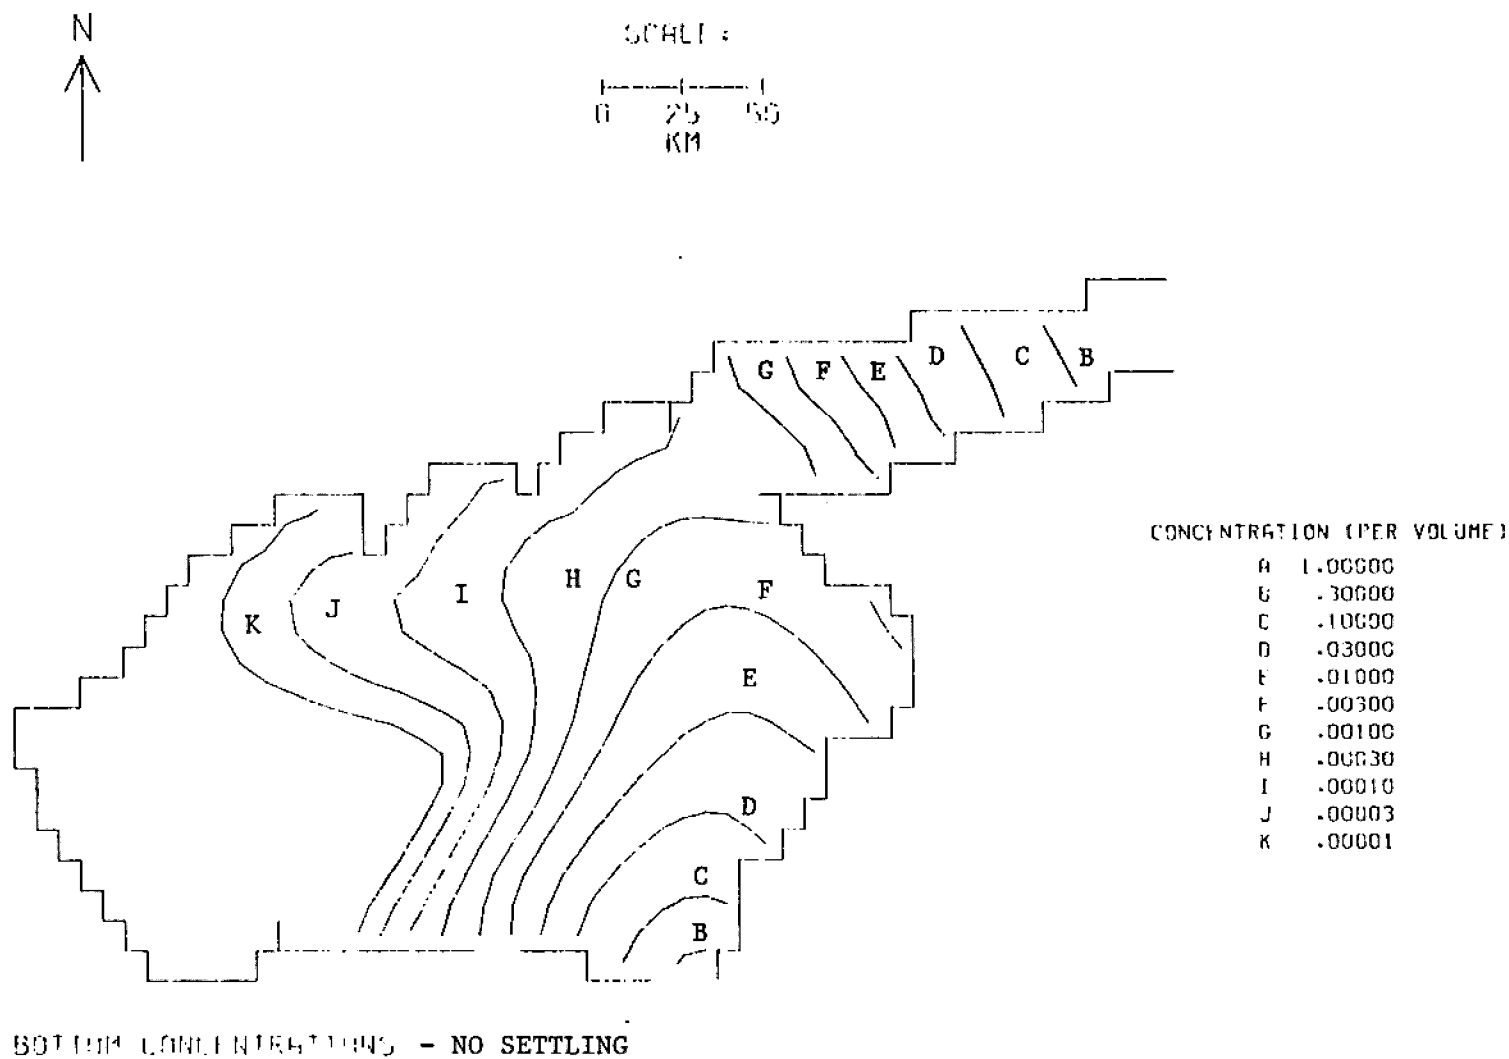 N
SCALE:
0 25 50
KM
G F E D C B
K J I H G F
E
D
C
B
CONCENTRATION (PER VOLUME)
A 1.00000
B .30000
C .10000
D .03000
E .01000
F .00300
G .00100
H .00030
I .00010
J .00003
K .00001
BOTTOM CONCENTRATIONS - NO SETTLING